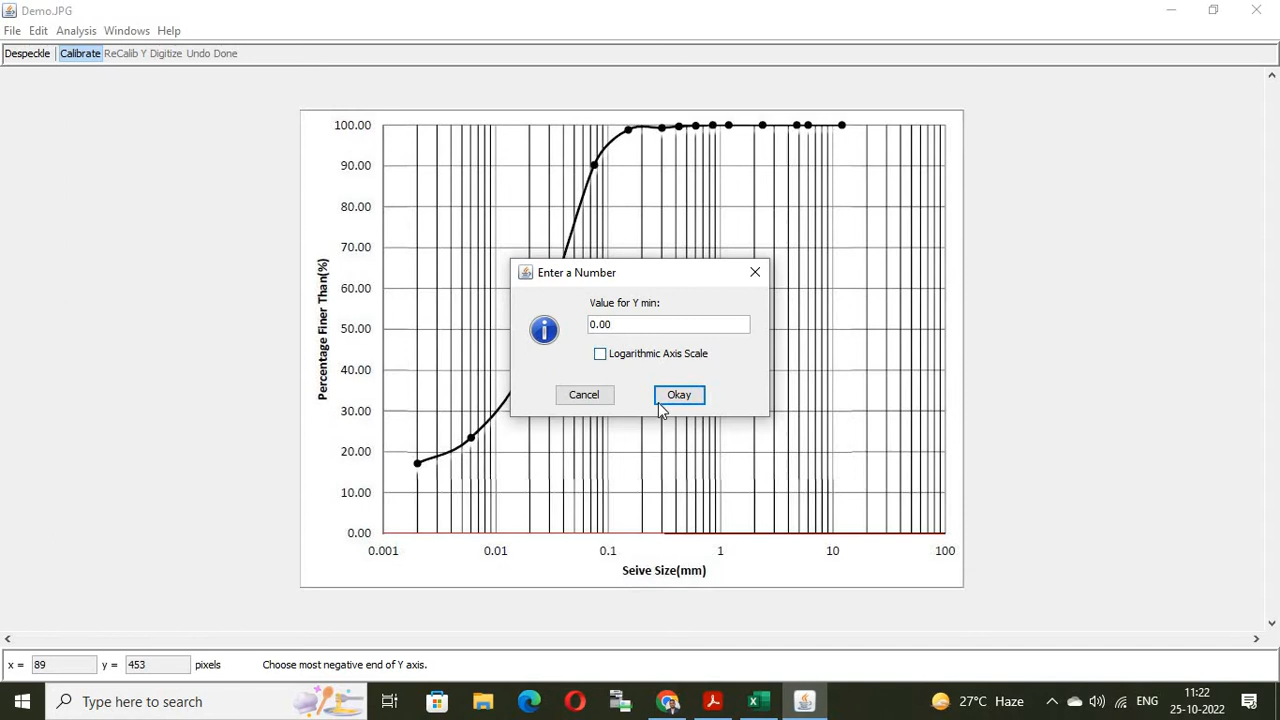 Demo.JPG
File Edit Analysis Windows Help
Despeckle Calibrate ReCalib Y Digitize Undo Done
100.00
90.00
80.00
70.00
60.00
50.00
40.00
30.00
20.00
10.00
0.00
Percentage Finer Than(%)
0.001 0.01 0.1 1 10 100
Seive Size(mm)
Enter a Number
Value for Y min:
0.00
Logarithmic Axis Scale
Cancel Okay
x = 89 y = 453 pixels Choose most negative end of Y axis.
Type here to search
27°C Haze
ENG
11:22
25-10-2022